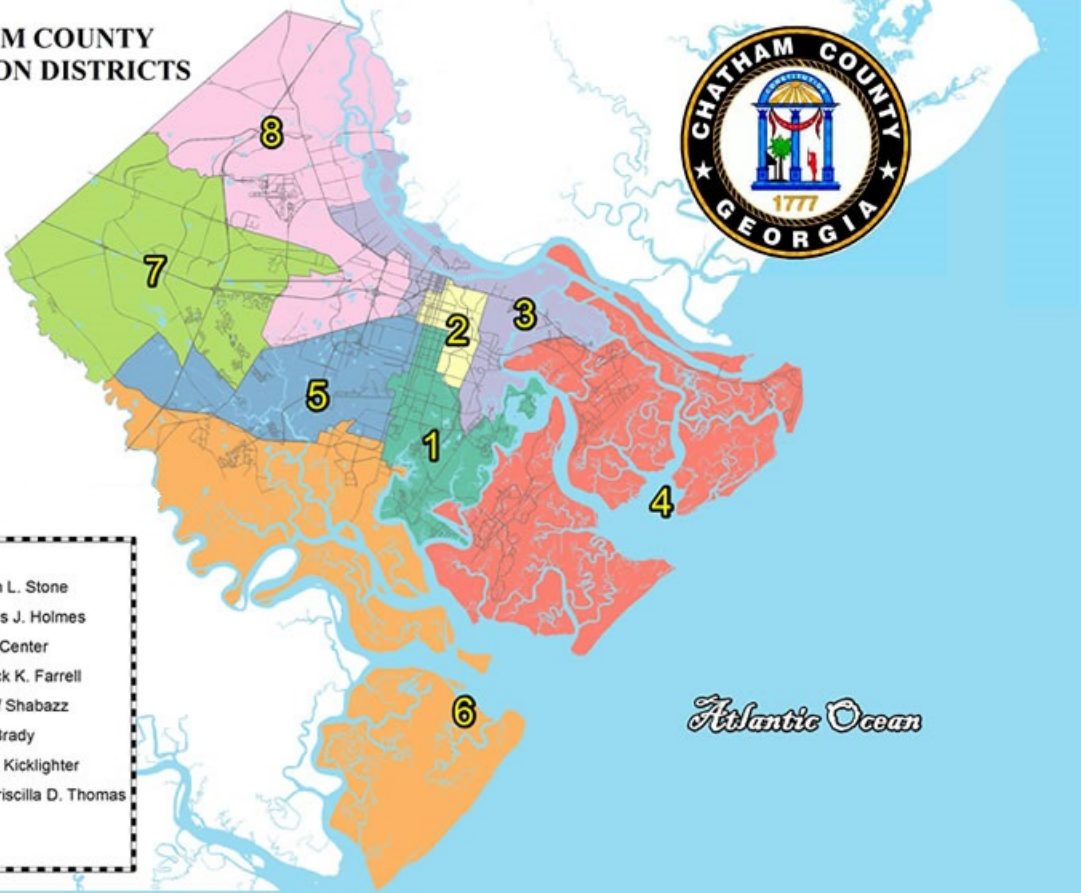 M COUNTY
ON DISTRICTS
CHATHAM COUNTY
GEORGIA
CONSTITUTION
1777
8
7
3
2
5
1
4
6
Atlantic Ocean
L. Stone
s J. Holmes
Center
ck K. Farrell
Shabazz
Brady
Kicklighter
riscilla D. Thomas